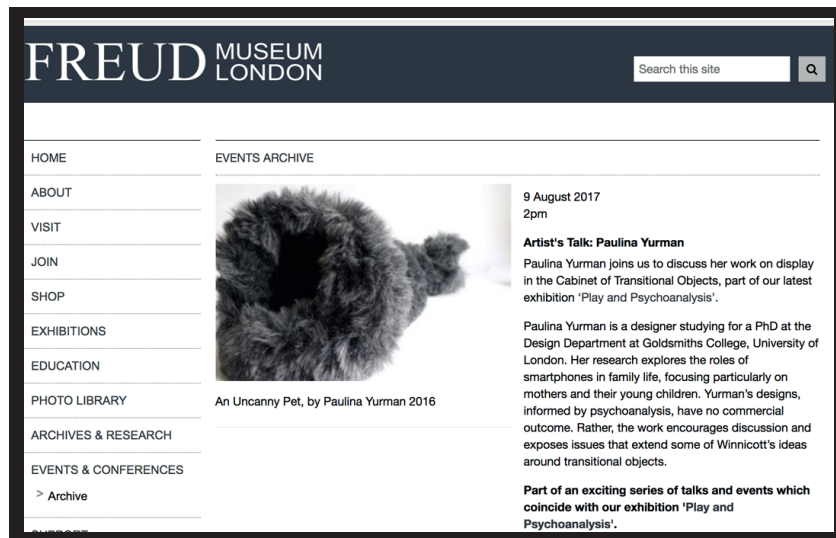 FREUD MUSEUM
LONDON
Search this site
HOME
ABOUT
VISIT
JOIN
SHOP
EXHIBITIONS
EDUCATION
PHOTO LIBRARY
ARCHIVES & RESEARCH
EVENTS & CONFERENCES
> Archive
SUPPORT
EVENTS ARCHIVE
An Uncanny Pet, by Paulina Yurman 2016
9 August 2017
2pm
Artist's Talk: Paulina Yurman
Paulina Yurman joins us to discuss her work on display
in the Cabinet of Transitional Objects, part of our latest
exhibition 'Play and Psychoanalysis'.
Paulina Yurman is a designer studying for a PhD at the
Design Department at Goldsmiths College, University of
London. Her research explores the roles of
smartphones in family life, focusing particularly on
mothers and their young children. Yurman's designs,
informed by psychoanalysis, have no commercial
outcome. Rather, the work encourages discussion and
exposes issues that extend some of Winnicott's ideas
around transitional objects.
Part of an exciting series of talks and events which
coincide with our exhibition 'Play and
Psychoanalysis'.